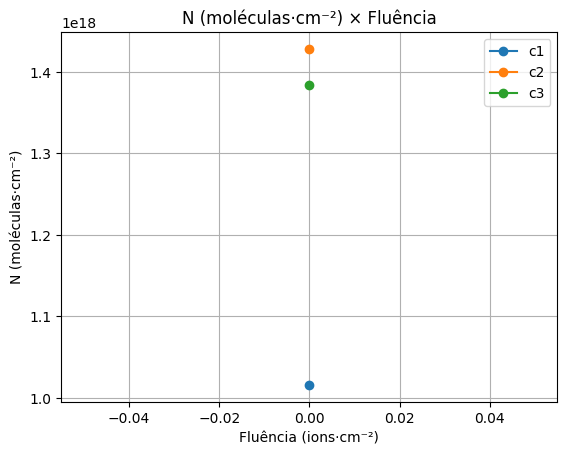 N (moléculas·cm⁻²) × Fluência
1e18
c1
c2
c3
1.4
1.3
1.2
1.1
1.0
N (moléculas·cm⁻²)
−0.04 −0.02 0.00 0.02 0.04
Fluência (ions·cm⁻²)